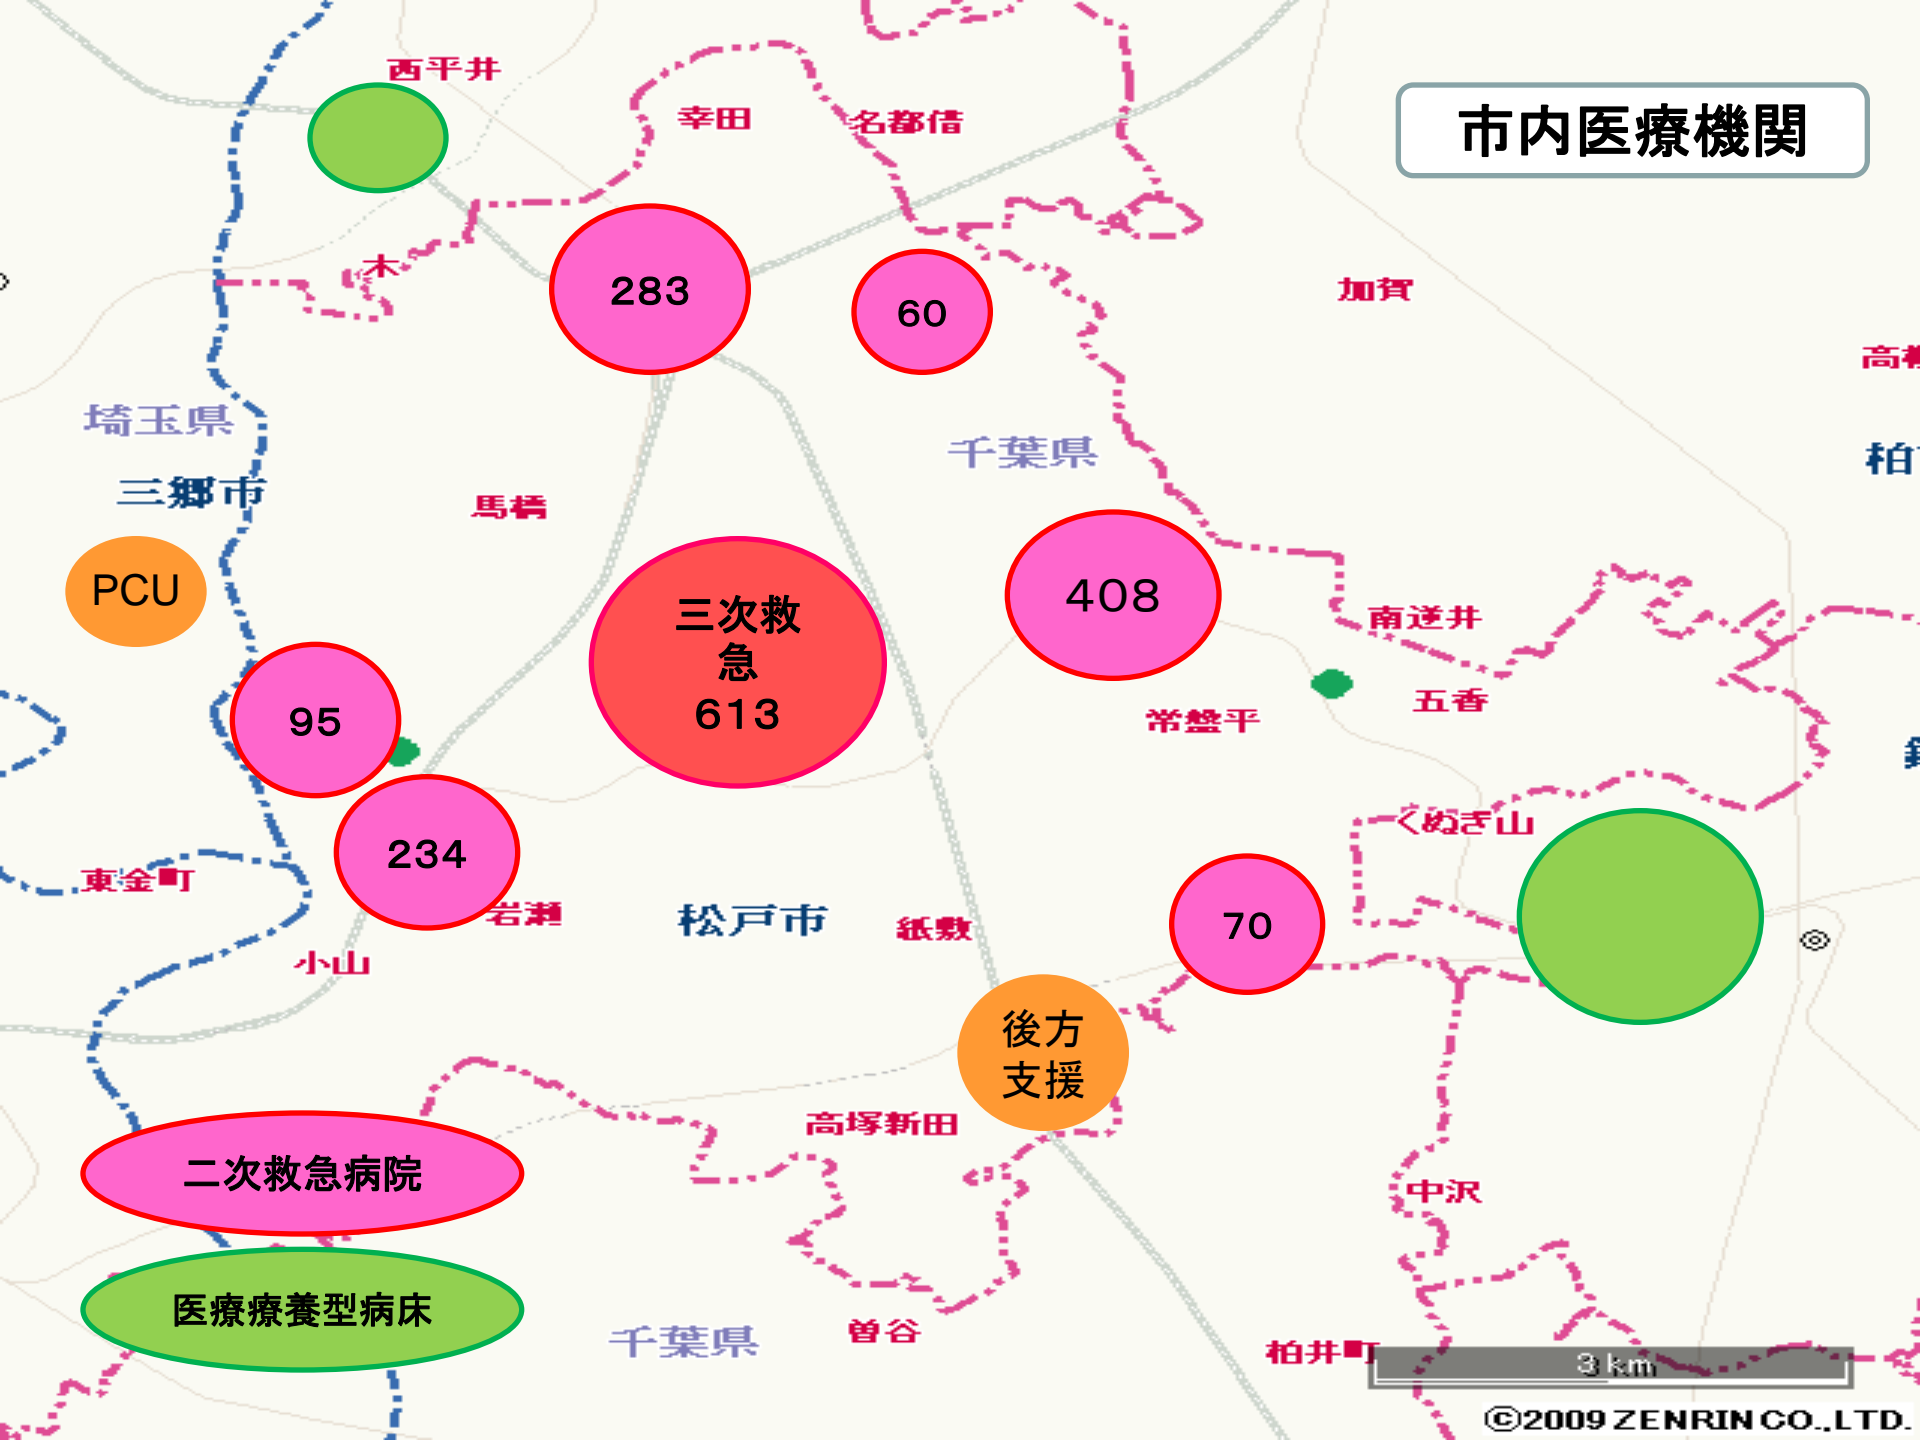 西平井
幸田
名都借
市内医療機関
木
283
60
加賀
埼玉県
千葉県
三郷市
馬橋
PCU
三次救
急
613
408
南逆井
五香
常盤平
95
234
くぬぎ山
東金町
岩瀬
松戸市
紙敷
70
小山
後方
支援
高塚新田
二次救急病院
中沢
医療療養型病床
千葉県
曽谷
柏井町
3 km
©2009 ZENRIN CO.,LTD.